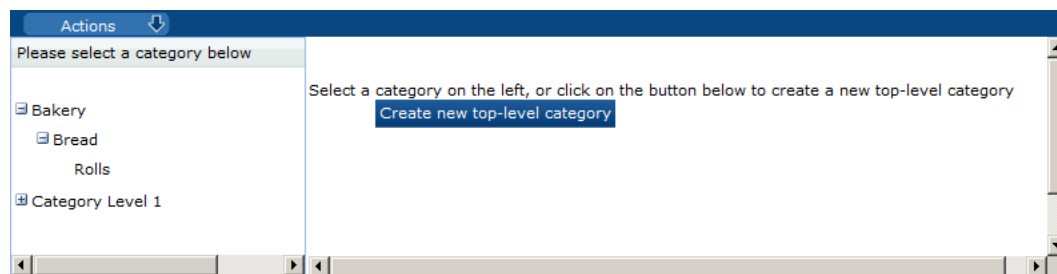 Actions
Please select a category below
Bakery
Bread
Rolls
Category Level 1
Select a category on the left, or click on the button below to create a new top-level category
Create new top-level category